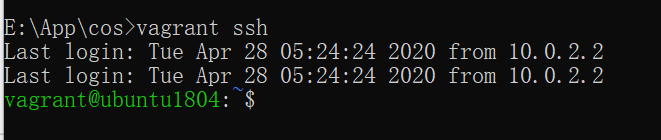 E:\App\cos>vagrant ssh
Last login: Tue Apr 28 05:24:24 2020 from 10.0.2.2
Last login: Tue Apr 28 05:24:24 2020 from 10.0.2.2
vagrant@ubuntu1804:~$